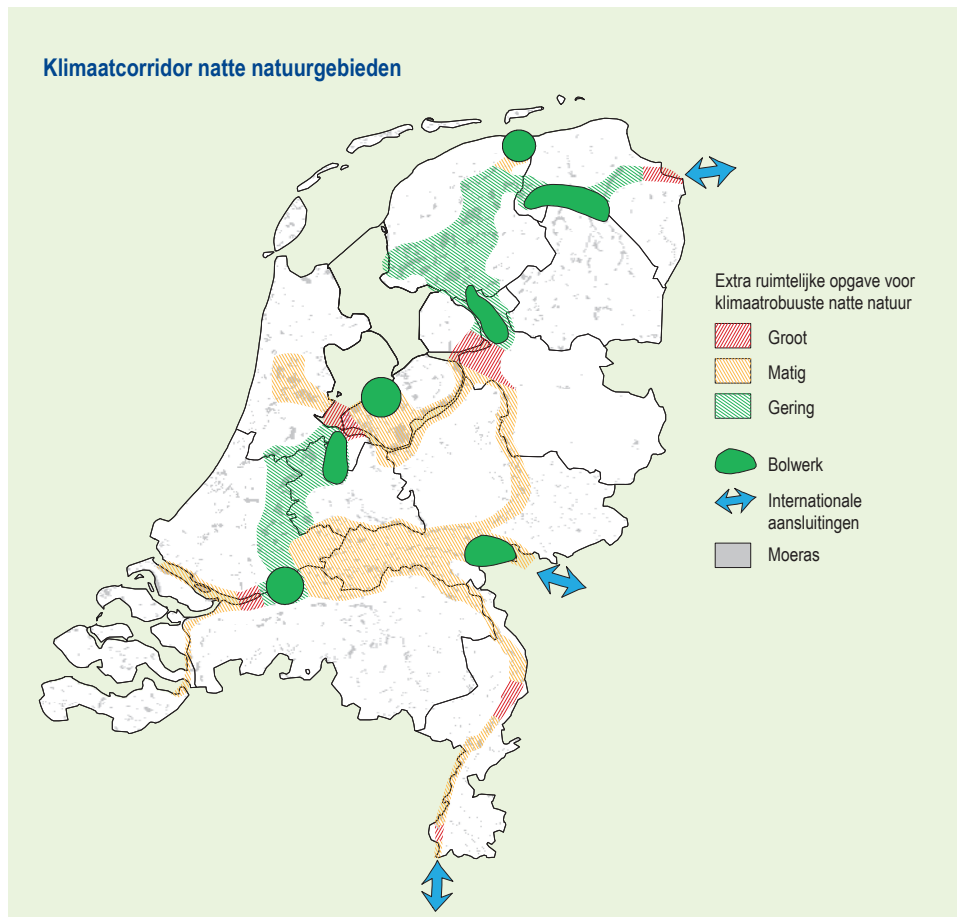 Klimaatcorridor natte natuurgebieden
Extra ruimtelijke opgave voor
klimaatrobuuste natte natuur
Groot
Matig
Gering
Bolwerk
Internationale
aansluitingen
Moeras